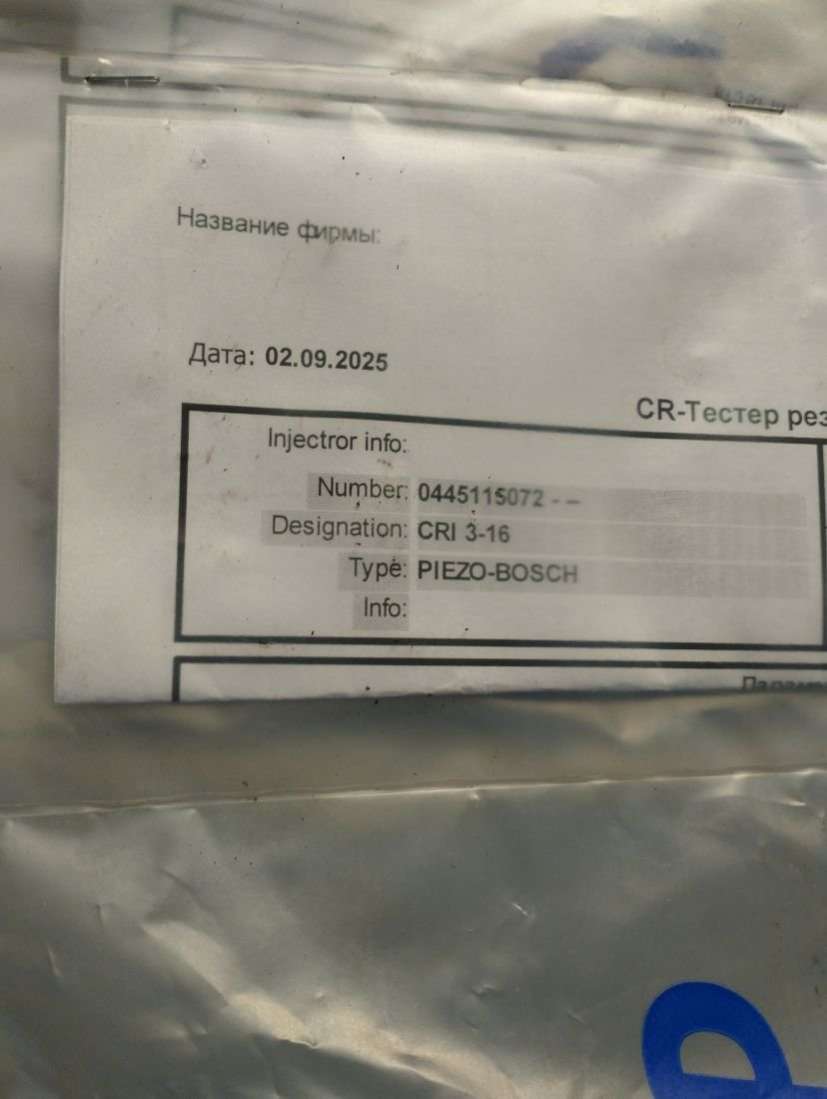 Название фирмы:
Дата: 02.09.2025
CR-Тестер рез
Injectror info:
Number: 0445115072 - –
Designation: CRI 3-16
Type: PIEZO-BOSCH
Info:
P